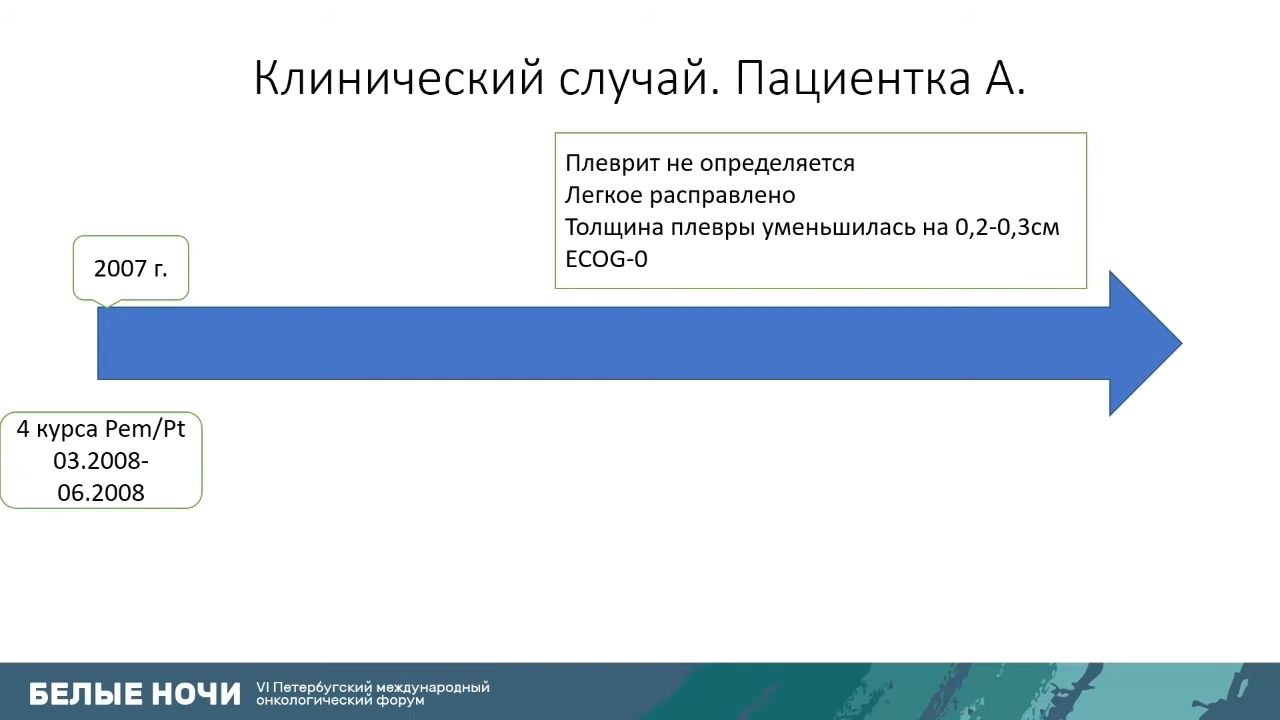 Клинический случай. Пациентка А.
Плеврит не определяется
Легкое расправлено
Толщина плевры уменьшилась на 0,2-0,3см
ECOG-0
2007 г.
4 курса Pem/Pt
03.2008-
06.2008
БЕЛЫЕ НОЧИ
VI Петербургский международный
онкологический форум